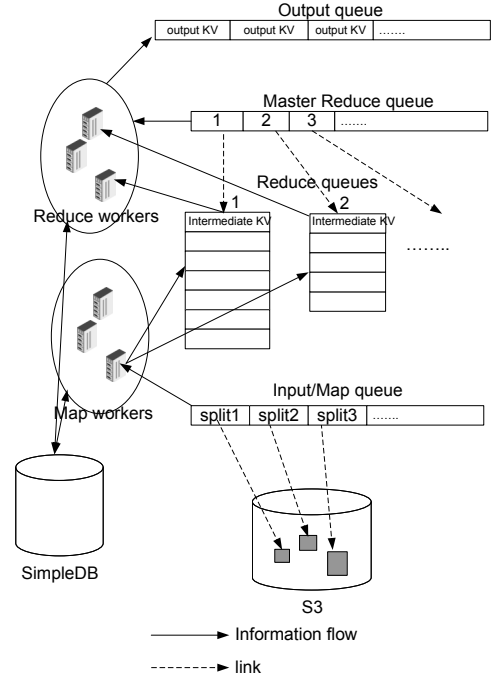 Output queue
output KV output KV output KV .......
Master Reduce queue
1 2 3 .......
Reduce queues
1 2
Intermediate KV Intermediate KV
........
Reduce workers
Map workers
Input/Map queue
split1 split2 split3 .......
SimpleDB
S3
Information flow
link